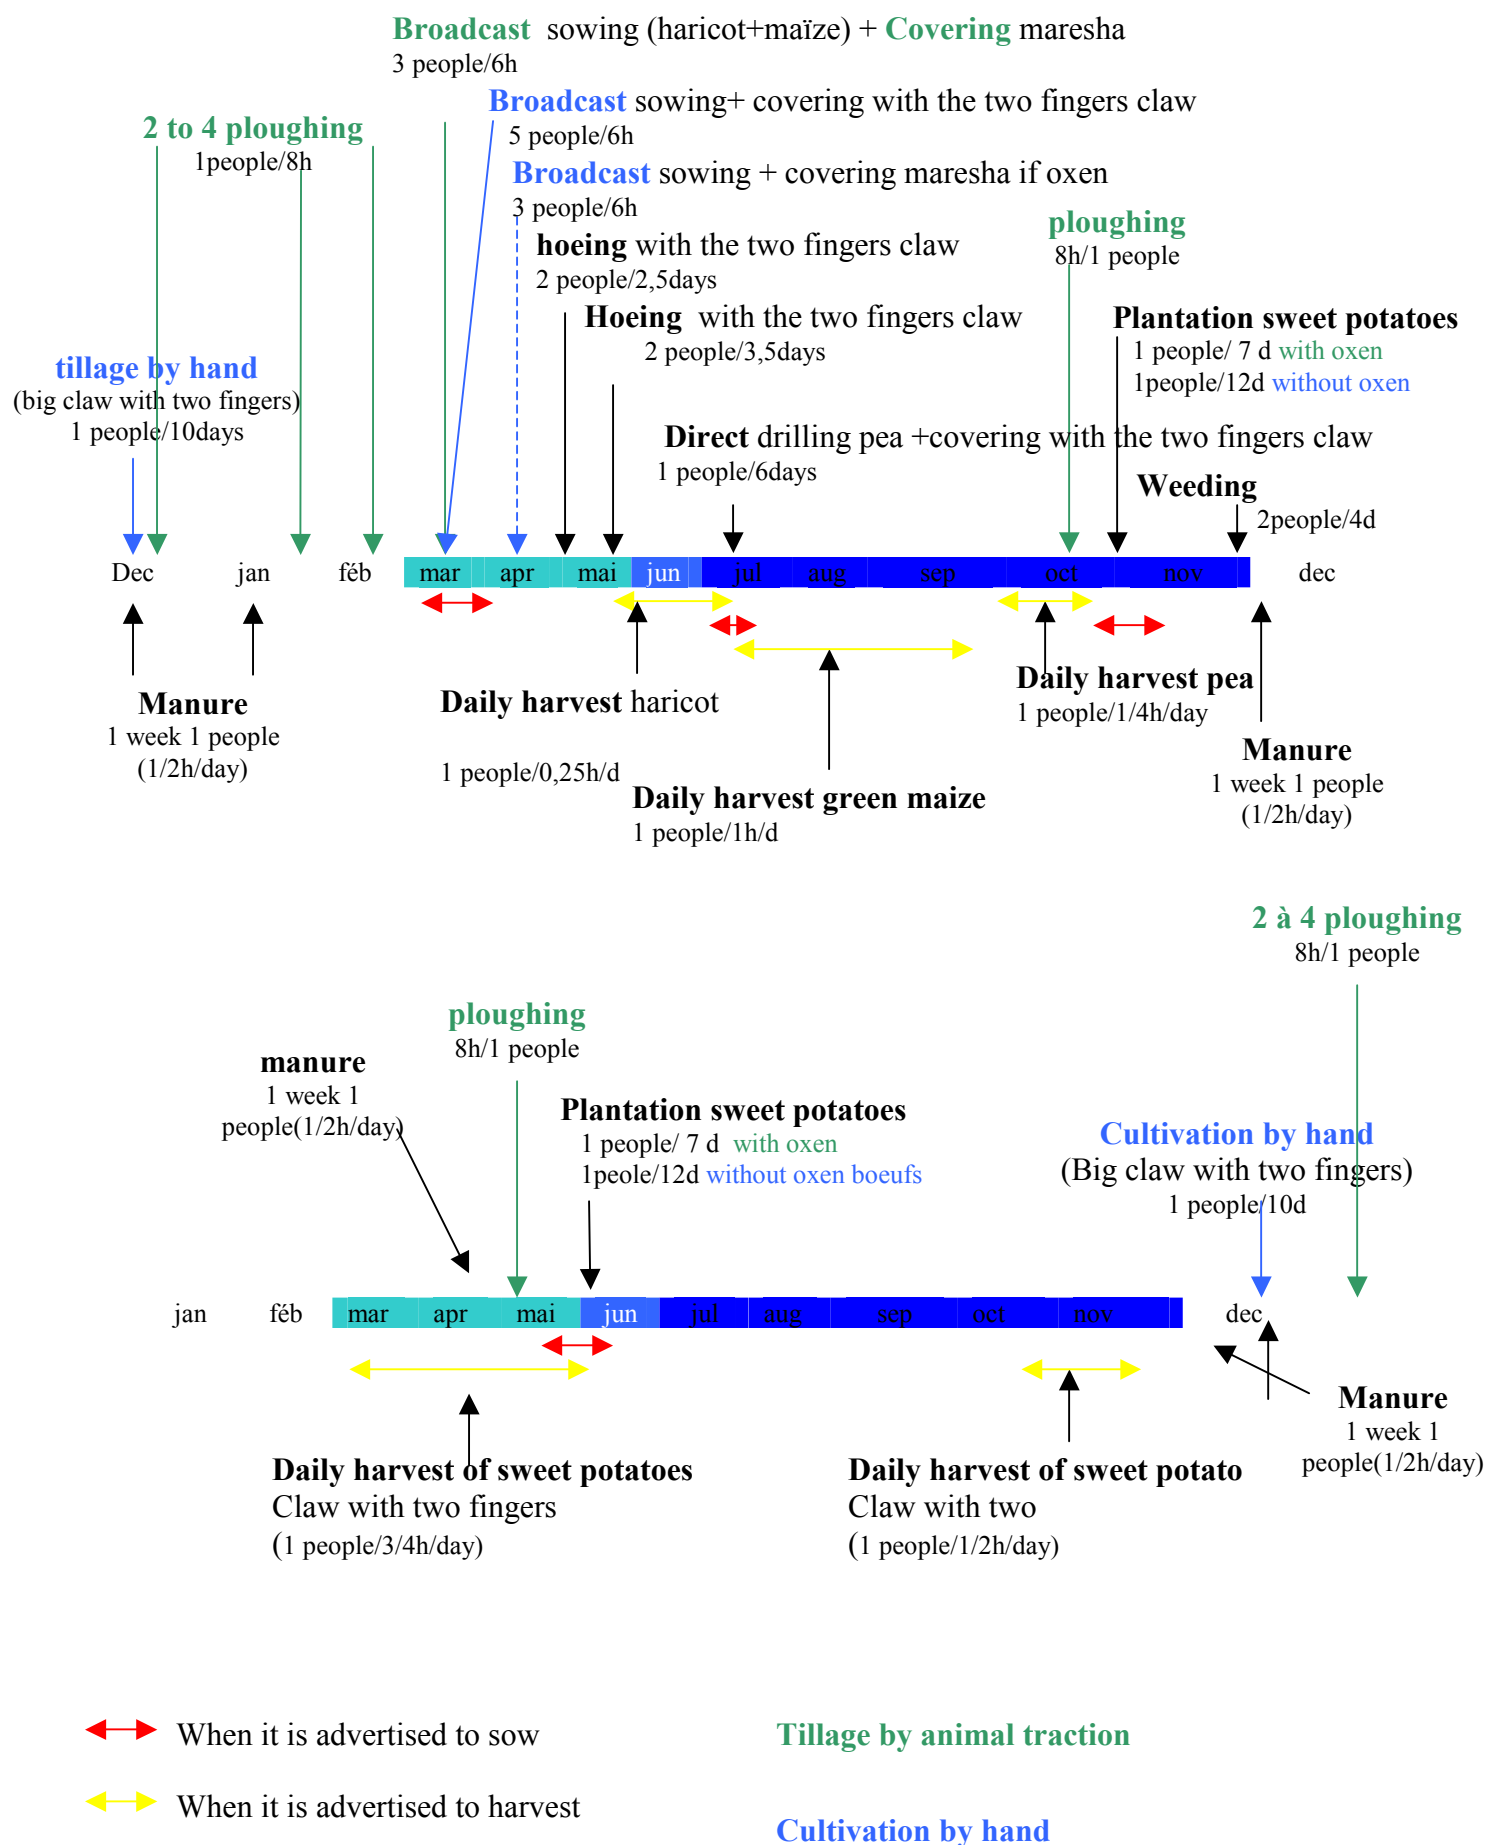 Broadcast sowing (haricot+maïze) + Covering maresha
3 people/6h
Broadcast sowing+ covering with the two fingers claw
5 people/6h
2 to 4 ploughing
1people/8h
Broadcast sowing + covering maresha if oxen
3 people/6h
ploughing
8h/1 people
hoeing with the two fingers claw
2 people/2,5days
Hoeing with the two fingers claw
2 people/3,5days
Plantation sweet potatoes
1 people/ 7 d with oxen
1people/12d without oxen
tillage by hand
(big claw with two fingers)
1 people/10days
Direct drilling pea +covering with the two fingers claw
1 people/6days
Weeding
2people/4d
Dec jan féb mar apr mai jun jul aug sep oct nov dec
Manure
1 week 1 people
(1/2h/day)
Daily harvest haricot
1 people/0,25h/d
Daily harvest green maize
1 people/1h/d
Daily harvest pea
1 people/1/4h/day
Manure
1 week 1 people
(1/2h/day)
2 à 4 ploughing
8h/1 people
ploughing
8h/1 people
manure
1 week 1
people(1/2h/day)
Plantation sweet potatoes
1 people/ 7 d with oxen
1peole/12d without oxen boeufs
Cultivation by hand
(Big claw with two fingers)
1 people/10d
jan féb mar apr mai jun jul aug sep oct nov dec
Manure
1 week 1
people(1/2h/day)
Daily harvest of sweet potatoes
Claw with two fingers
(1 people/3/4h/day)
Daily harvest of sweet potato
Claw with two
(1 people/1/2h/day)
When it is advertised to sow
Tillage by animal traction
When it is advertised to harvest
Cultivation by hand